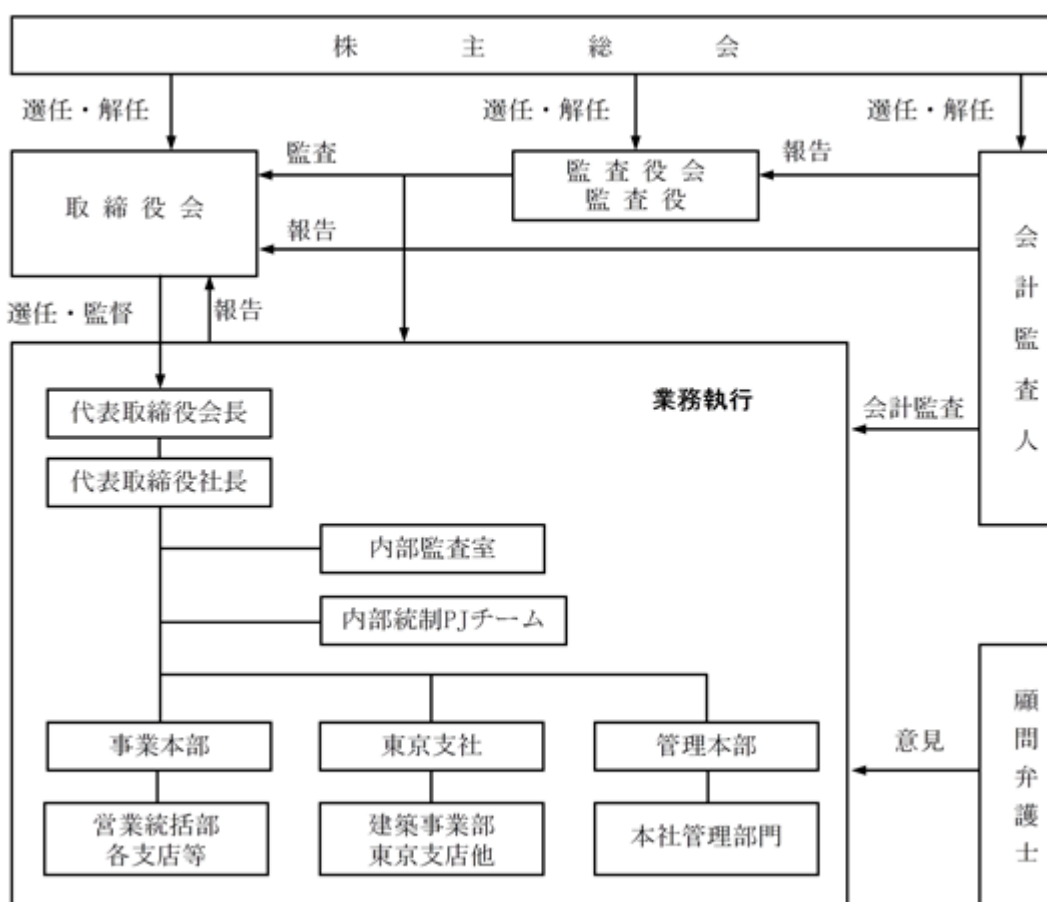 株主総会
選任・解任
選任・解任
選任・解任
監査
監査役会
監査役
報告
取締役会
報告
会計監査人
選任・監督
報告
業務執行
代表取締役会長
会計監査
代表取締役社長
内部監査室
内部統制PJチーム
事業本部
東京支社
管理本部
意見
顧問弁護士
営業統括部
各支店等
建築事業部
東京支店他
本社管理部門